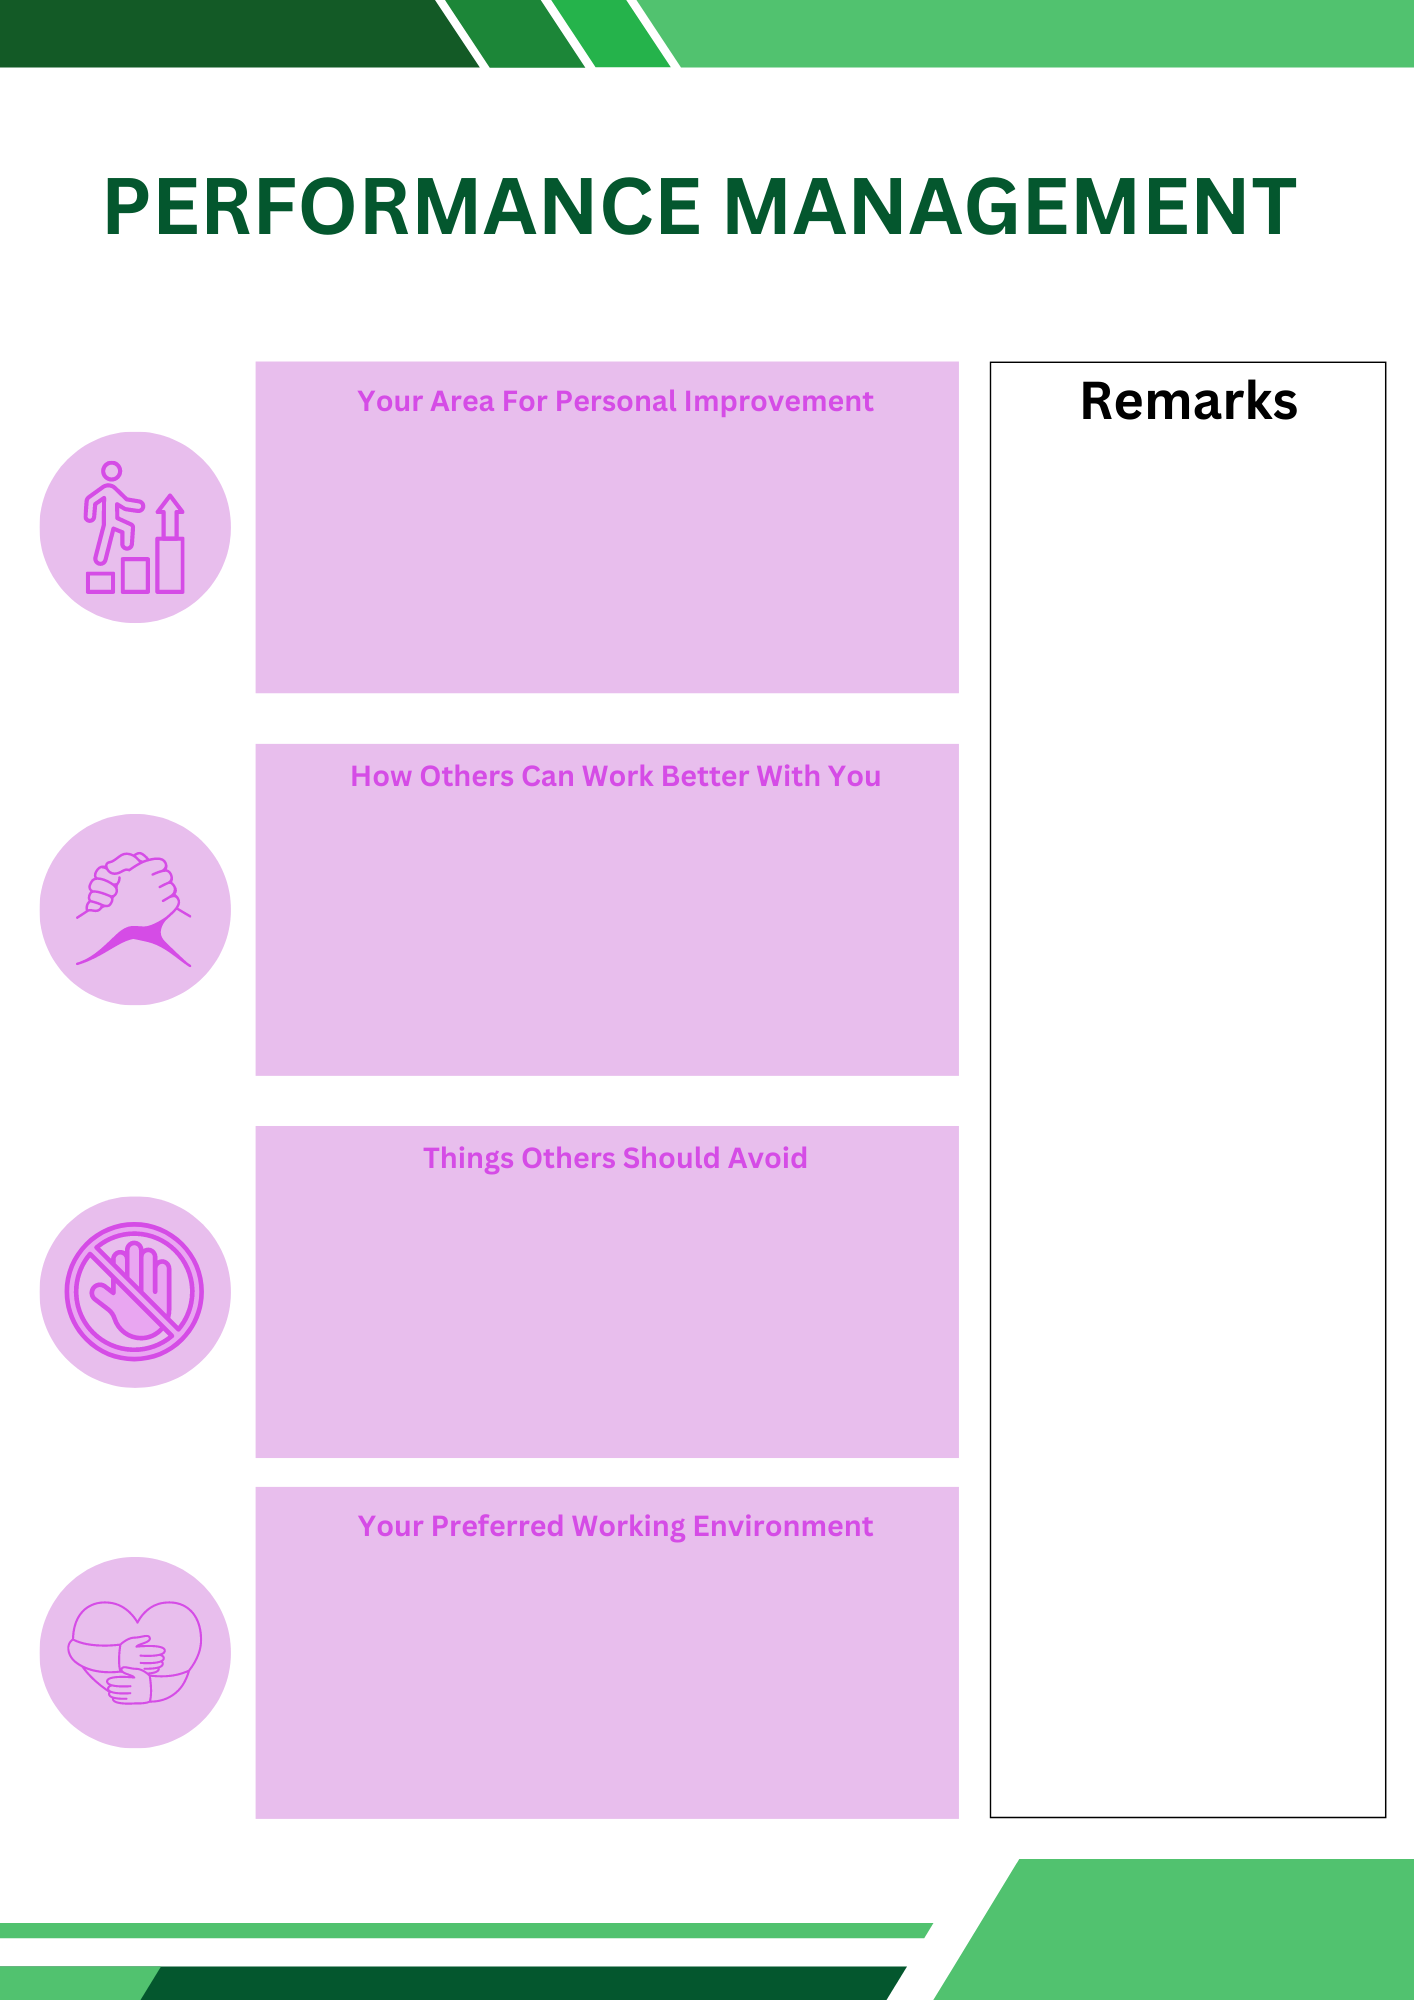 PERFORMANCE MANAGEMENT
Your Area For Personal Improvement
Remarks
How Others Can Work Better With You
Things Others Should Avoid
Your Preferred Working Environment